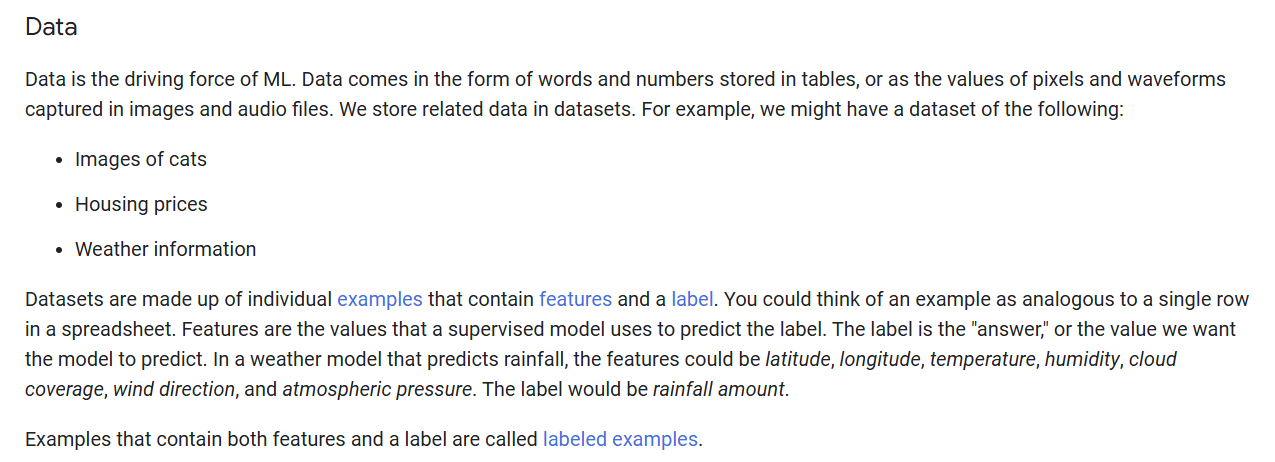 Data
Data is the driving force of ML. Data comes in the form of words and numbers stored in tables, or as the values of pixels and waveforms
captured in images and audio files. We store related data in datasets. For example, we might have a dataset of the following:
• Images of cats
• Housing prices
• Weather information
Datasets are made up of individual examples that contain features and a label. You could think of an example as analogous to a single row
in a spreadsheet. Features are the values that a supervised model uses to predict the label. The label is the "answer," or the value we want
the model to predict. In a weather model that predicts rainfall, the features could be latitude, longitude, temperature, humidity, cloud
coverage, wind direction, and atmospheric pressure. The label would be rainfall amount.
Examples that contain both features and a label are called labeled examples.